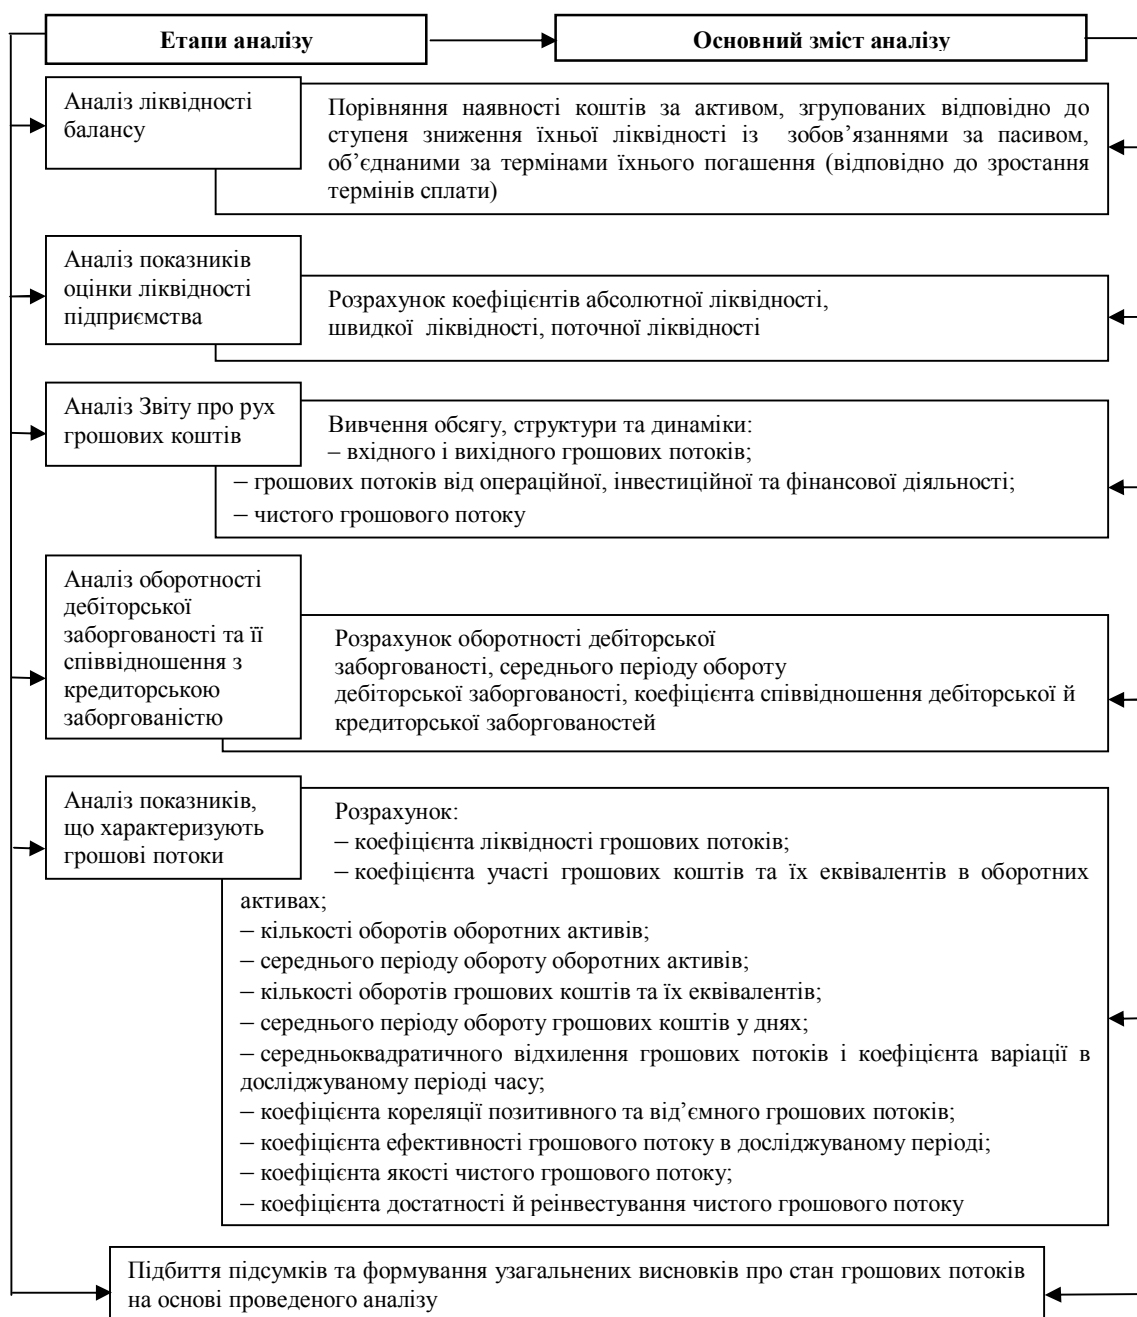 Етапи аналізу
Основний зміст аналізу
Аналіз ліквідності
балансу
Порівняння наявності коштів за активом, згрупованих відповідно до
ступеня зниження їхньої ліквідності із зобов’язаннями за пасивом,
об’єднаними за термінами їхнього погашення (відповідно до зростання
термінів сплати)
Аналіз показників
оцінки ліквідності
підприємства
Розрахунок коефіцієнтів абсолютної ліквідності,
швидкої ліквідності, поточної ліквідності
Аналіз Звіту про рух
грошових коштів
Вивчення обсягу, структури та динаміки:
– вхідного і вихідного грошових потоків;
– грошових потоків від операційної, інвестиційної та фінансової діяльності;
– чистого грошового потоку
Аналіз оборотності
дебіторської
заборгованості та її
співвідношення з
кредиторською
заборгованістю
Розрахунок оборотності дебіторської
заборгованості, середнього періоду обороту
дебіторської заборгованості, коефіцієнта співвідношення дебіторської й
кредиторської заборгованостей
Аналіз показників,
що характеризують
грошові потоки
Розрахунок:
– коефіцієнта ліквідності грошових потоків;
– коефіцієнта участі грошових коштів та їх еквівалентів в оборотних
активах;
– кількості оборотів оборотних активів;
– середнього періоду обороту оборотних активів;
– кількості оборотів грошових коштів та їх еквівалентів;
– середнього періоду обороту грошових коштів у днях;
– середньоквадратичного відхилення грошових потоків і коефіцієнта варіації в
досліджуваному періоді часу;
– коефіцієнта кореляції позитивного та від’ємного грошових потоків;
– коефіцієнта ефективності грошового потоку в досліджуваному періоді;
– коефіцієнта якості чистого грошового потоку;
– коефіцієнта достатності й реінвестування чистого грошового потоку
Підбиття підсумків та формування узагальнених висновків про стан грошових потоків
на основі проведеного аналізу